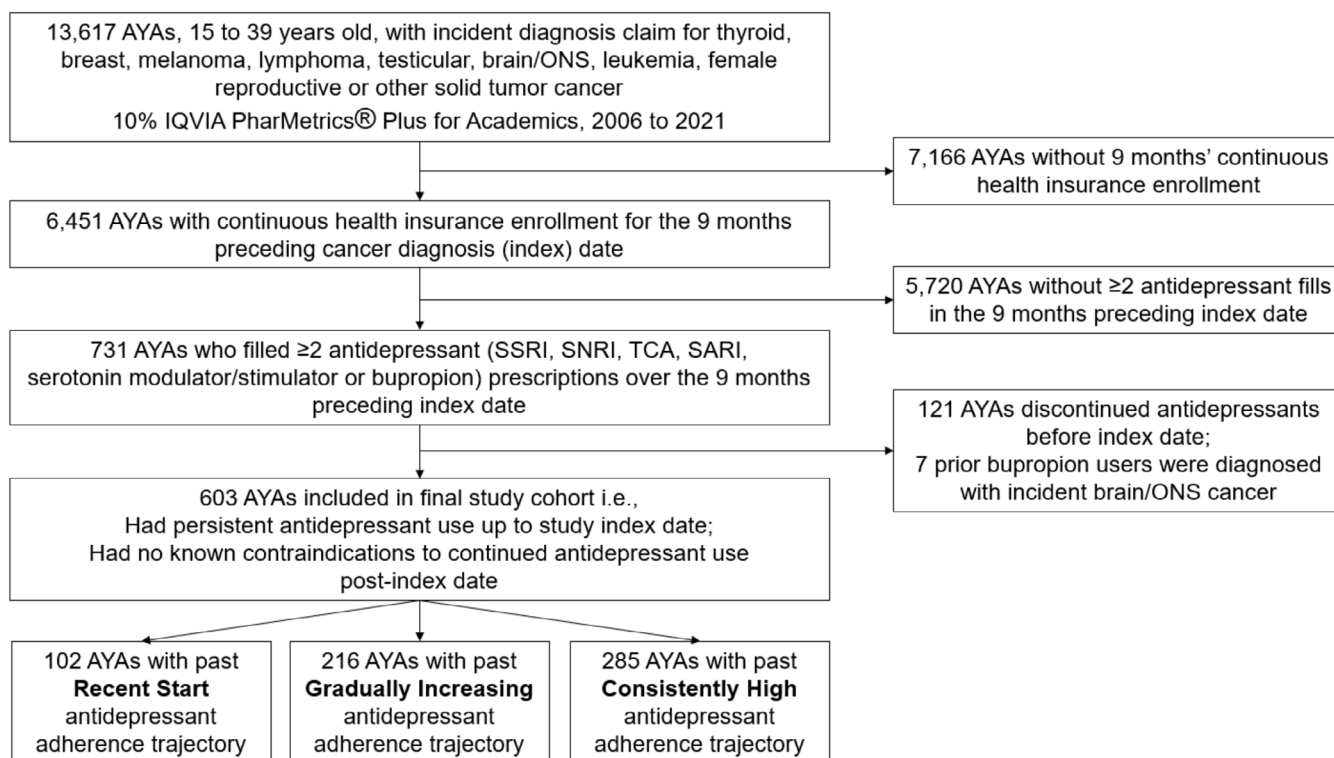 13,617 AYAs, 15 to 39 years old, with incident diagnosis claim for thyroid,
breast, melanoma, lymphoma, testicular, brain/ONS, leukemia, female
reproductive or other solid tumor cancer
10% IQVIA PharMetrics® Plus for Academics, 2006 to 2021
7,166 AYAs without 9 months’ continuous
health insurance enrollment
6,451 AYAs with continuous health insurance enrollment for the 9 months
preceding cancer diagnosis (index) date
5,720 AYAs without ≥2 antidepressant fills
in the 9 months preceding index date
731 AYAs who filled ≥2 antidepressant (SSRI, SNRI, TCA, SARI,
serotonin modulator/stimulator or bupropion) prescriptions over the 9 months
preceding index date
121 AYAs discontinued antidepressants
before index date;
7 prior bupropion users were diagnosed
with incident brain/ONS cancer
603 AYAs included in final study cohort i.e.,
Had persistent antidepressant use up to study index date;
Had no known contraindications to continued antidepressant use
post-index date
102 AYAs with past
Recent Start
antidepressant
adherence trajectory
216 AYAs with past
Gradually Increasing
antidepressant
adherence trajectory
285 AYAs with past
Consistently High
antidepressant
adherence trajectory